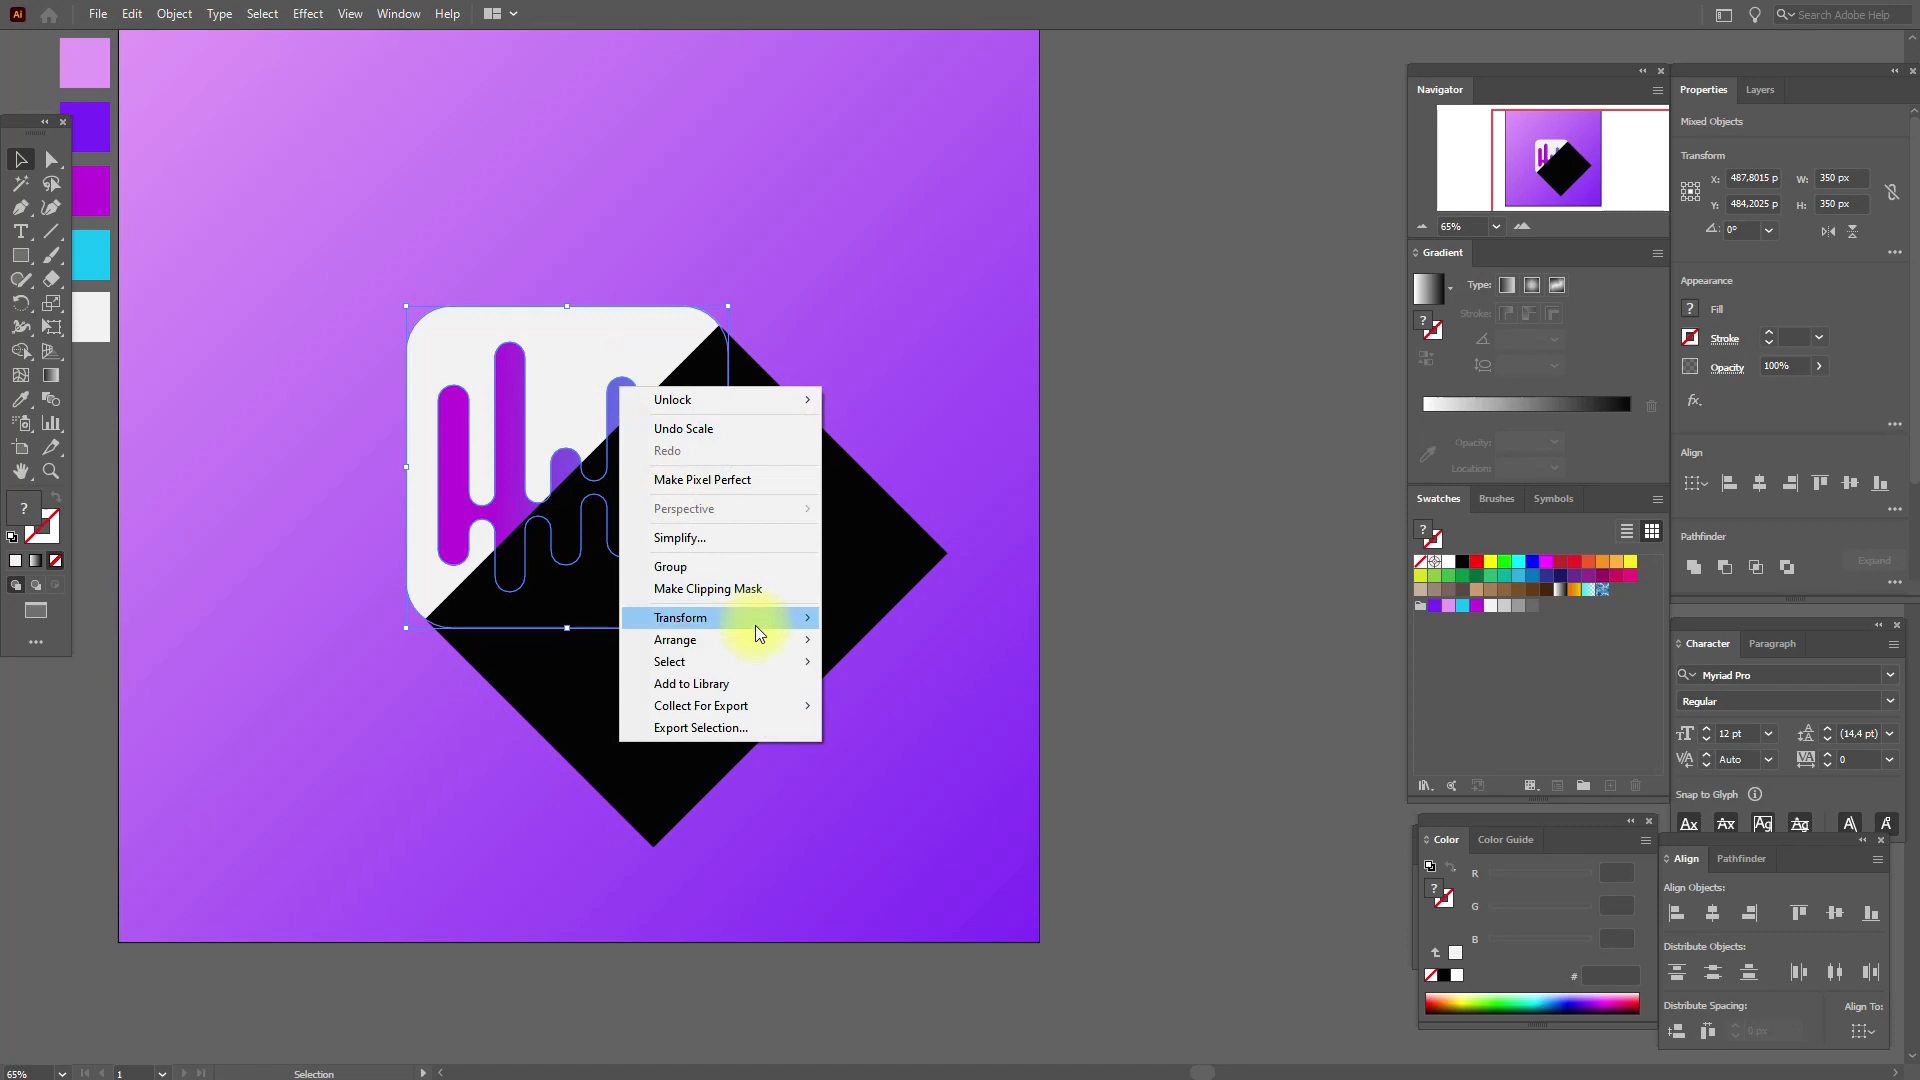 Ai
File Edit Object Type Select Effect View Window Help
Search Adobe Help
Navigator
65%
Gradient
Type:
Stroke:
Opacity:
Location:
Swatches Brushes Symbols
Color Color Guide
R
G
B
#
Properties Layers
Mixed Objects
Transform
X: 487,8015 p W: 350 px
Y: 484,2025 p H: 350 px
0°
Appearance
? Fill
Stroke
Opacity 100%
fx.
Align
Pathfinder
Expand
Character Paragraph
Myriad Pro
Regular
12 pt (14,4 pt)
Auto 0
Snap to Glyph
Align Pathfinder
Align Objects:
Distribute Objects:
Distribute Spacing: Align To:
0 px
Unlock
Undo Scale
Redo
Make Pixel Perfect
Perspective
Simplify...
Group
Make Clipping Mask
Transform
Arrange
Select
Add to Library
Collect For Export
Export Selection...
65% 1 Selection